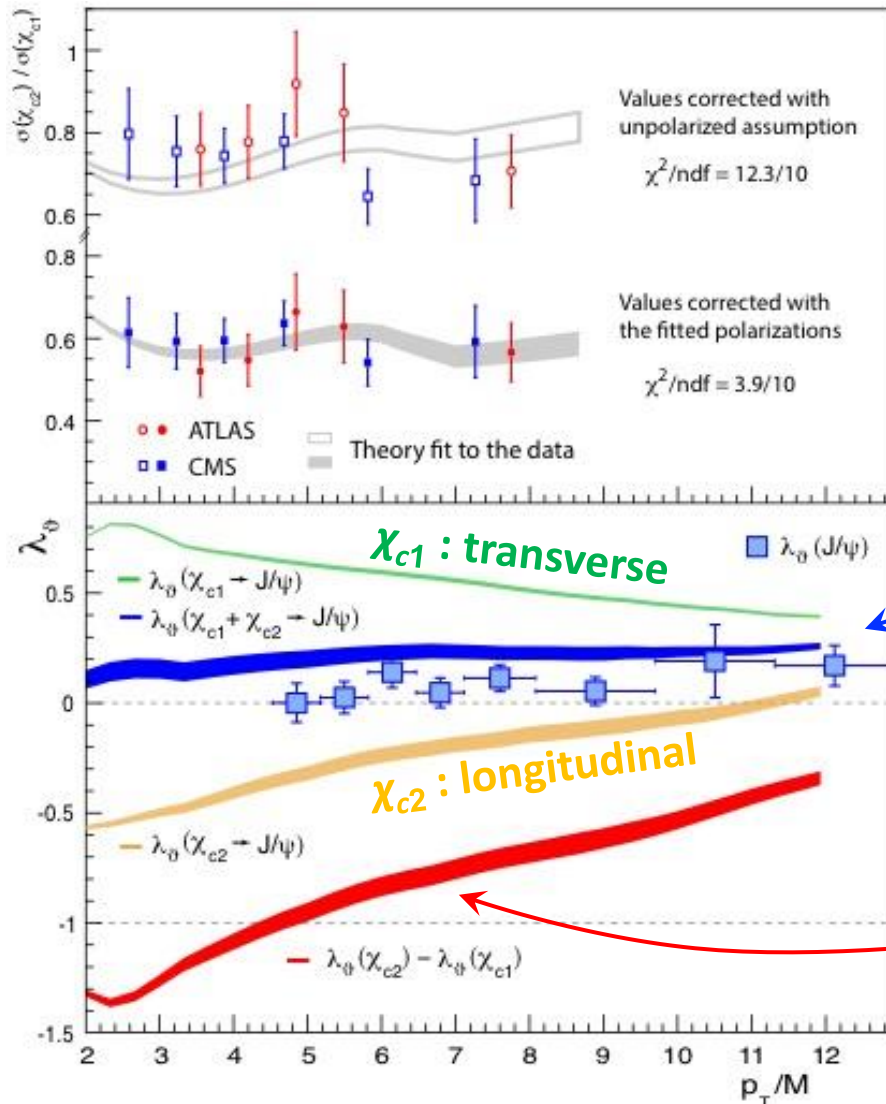 σ(χc2) / σ(χc1)
1
0.8
0.6
0.8
0.6
0.4
Values corrected with
unpolarized assumption
χ²/ndf = 12.3/10
Values corrected with
the fitted polarizations
χ²/ndf = 3.9/10
ATLAS
CMS
Theory fit to the data
λϑ
0.5
0
-0.5
-1
-1.5
χc1 : transverse
λϑ (J/ψ)
λϑ (χc1 → J/ψ)
λϑ (χc1 + χc2 → J/ψ)
χc2 : longitudinal
λϑ (χc2 → J/ψ)
λϑ (χc2) − λϑ (χc1)
2 3 4 5 6 7 8 9 10 11 12
pT/M